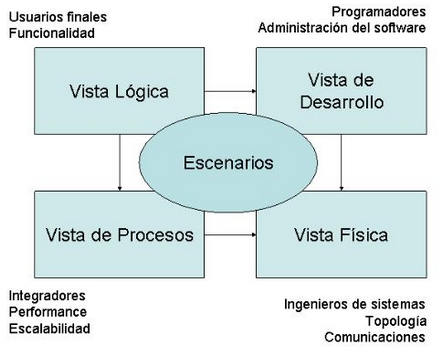 Usuarios finales
Funcionalidad
Programadores
Administración del software
Vista Lógica
Vista de
Desarrollo
Escenarios
Vista de Procesos
Vista Física
Integradores
Performance
Escalabilidad
Ingenieros de sistemas
Topología
Comunicaciones